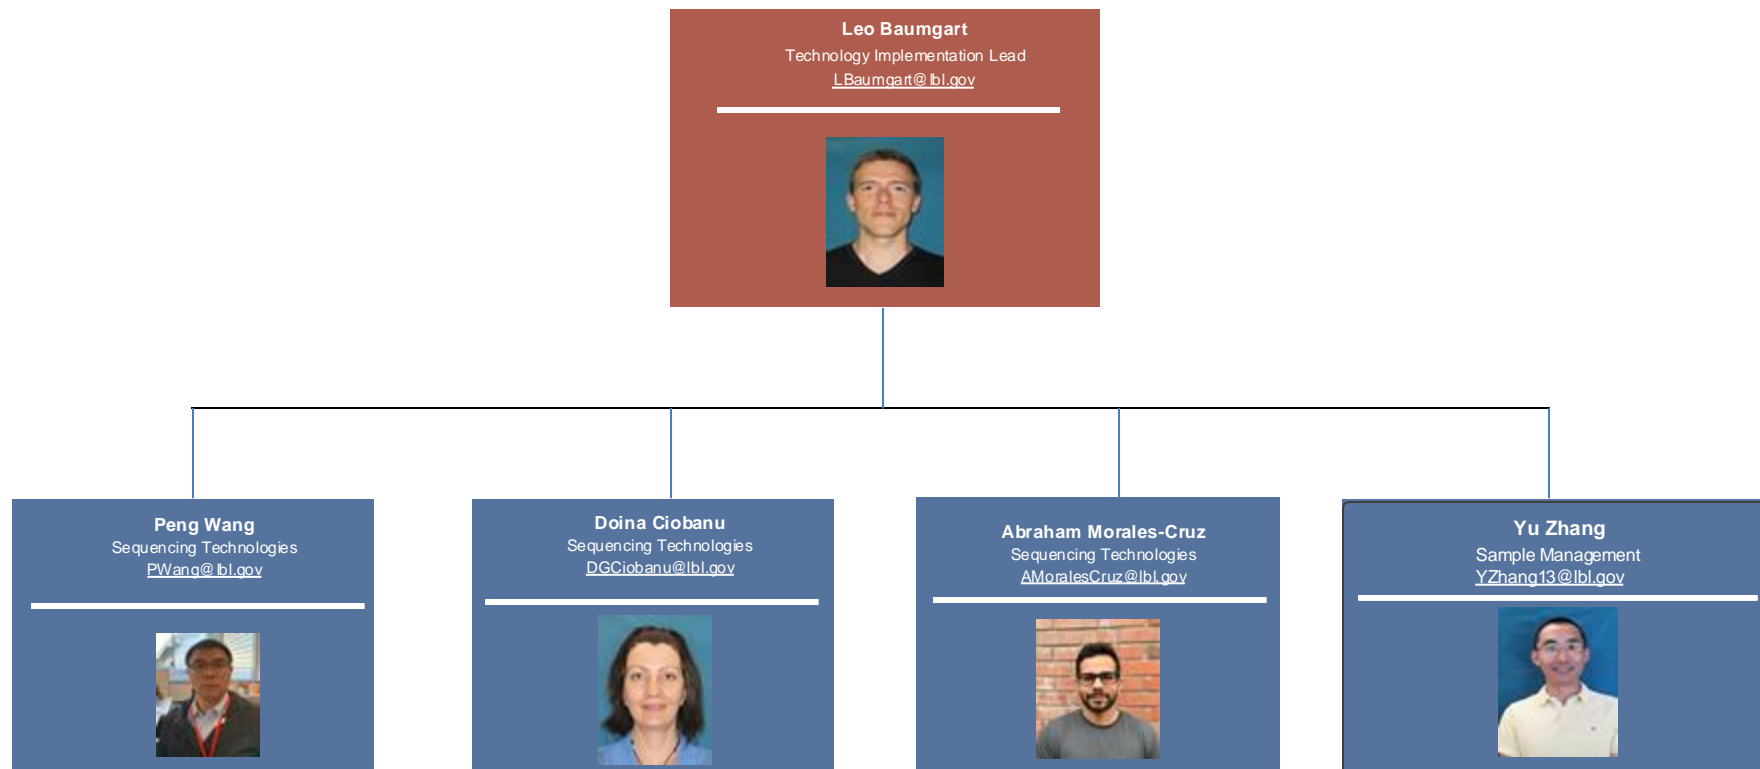 Leo Baumgart
Technology Implementation Lead
LBaumgart@lbl.gov
Peng Wang
Sequencing Technologies
PWang@lbl.gov
Doina Ciobanu
Sequencing Technologies
DGCiobanu@lbl.gov
Abraham Morales-Cruz
Sequencing Technologies
AMoralesCruz@lbl.gov
Yu Zhang
Sample Management
YZhang13@lbl.gov